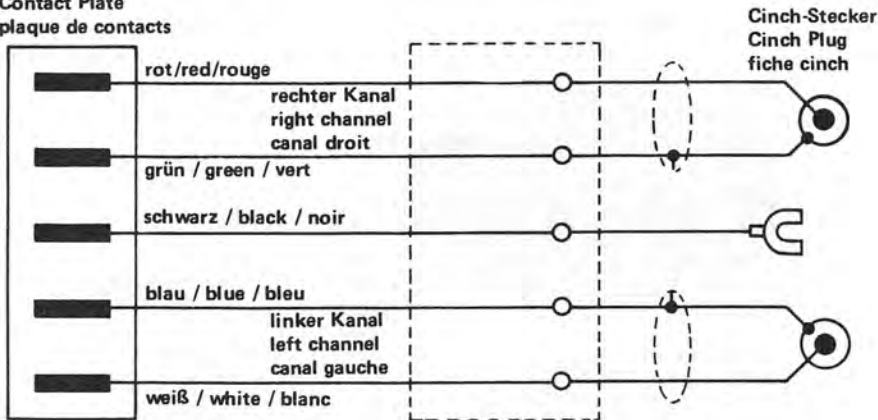 Contact Plate
plaque de contacts
Cinch-Stecker
Cinch Plug
fiche cinch
rot/red/rouge
rechter Kanal
right channel
canal droit
grün / green / vert
schwarz / black / noir
blau / blue / bleu
linker Kanal
left channel
canal gauche
weiß / white / blanc